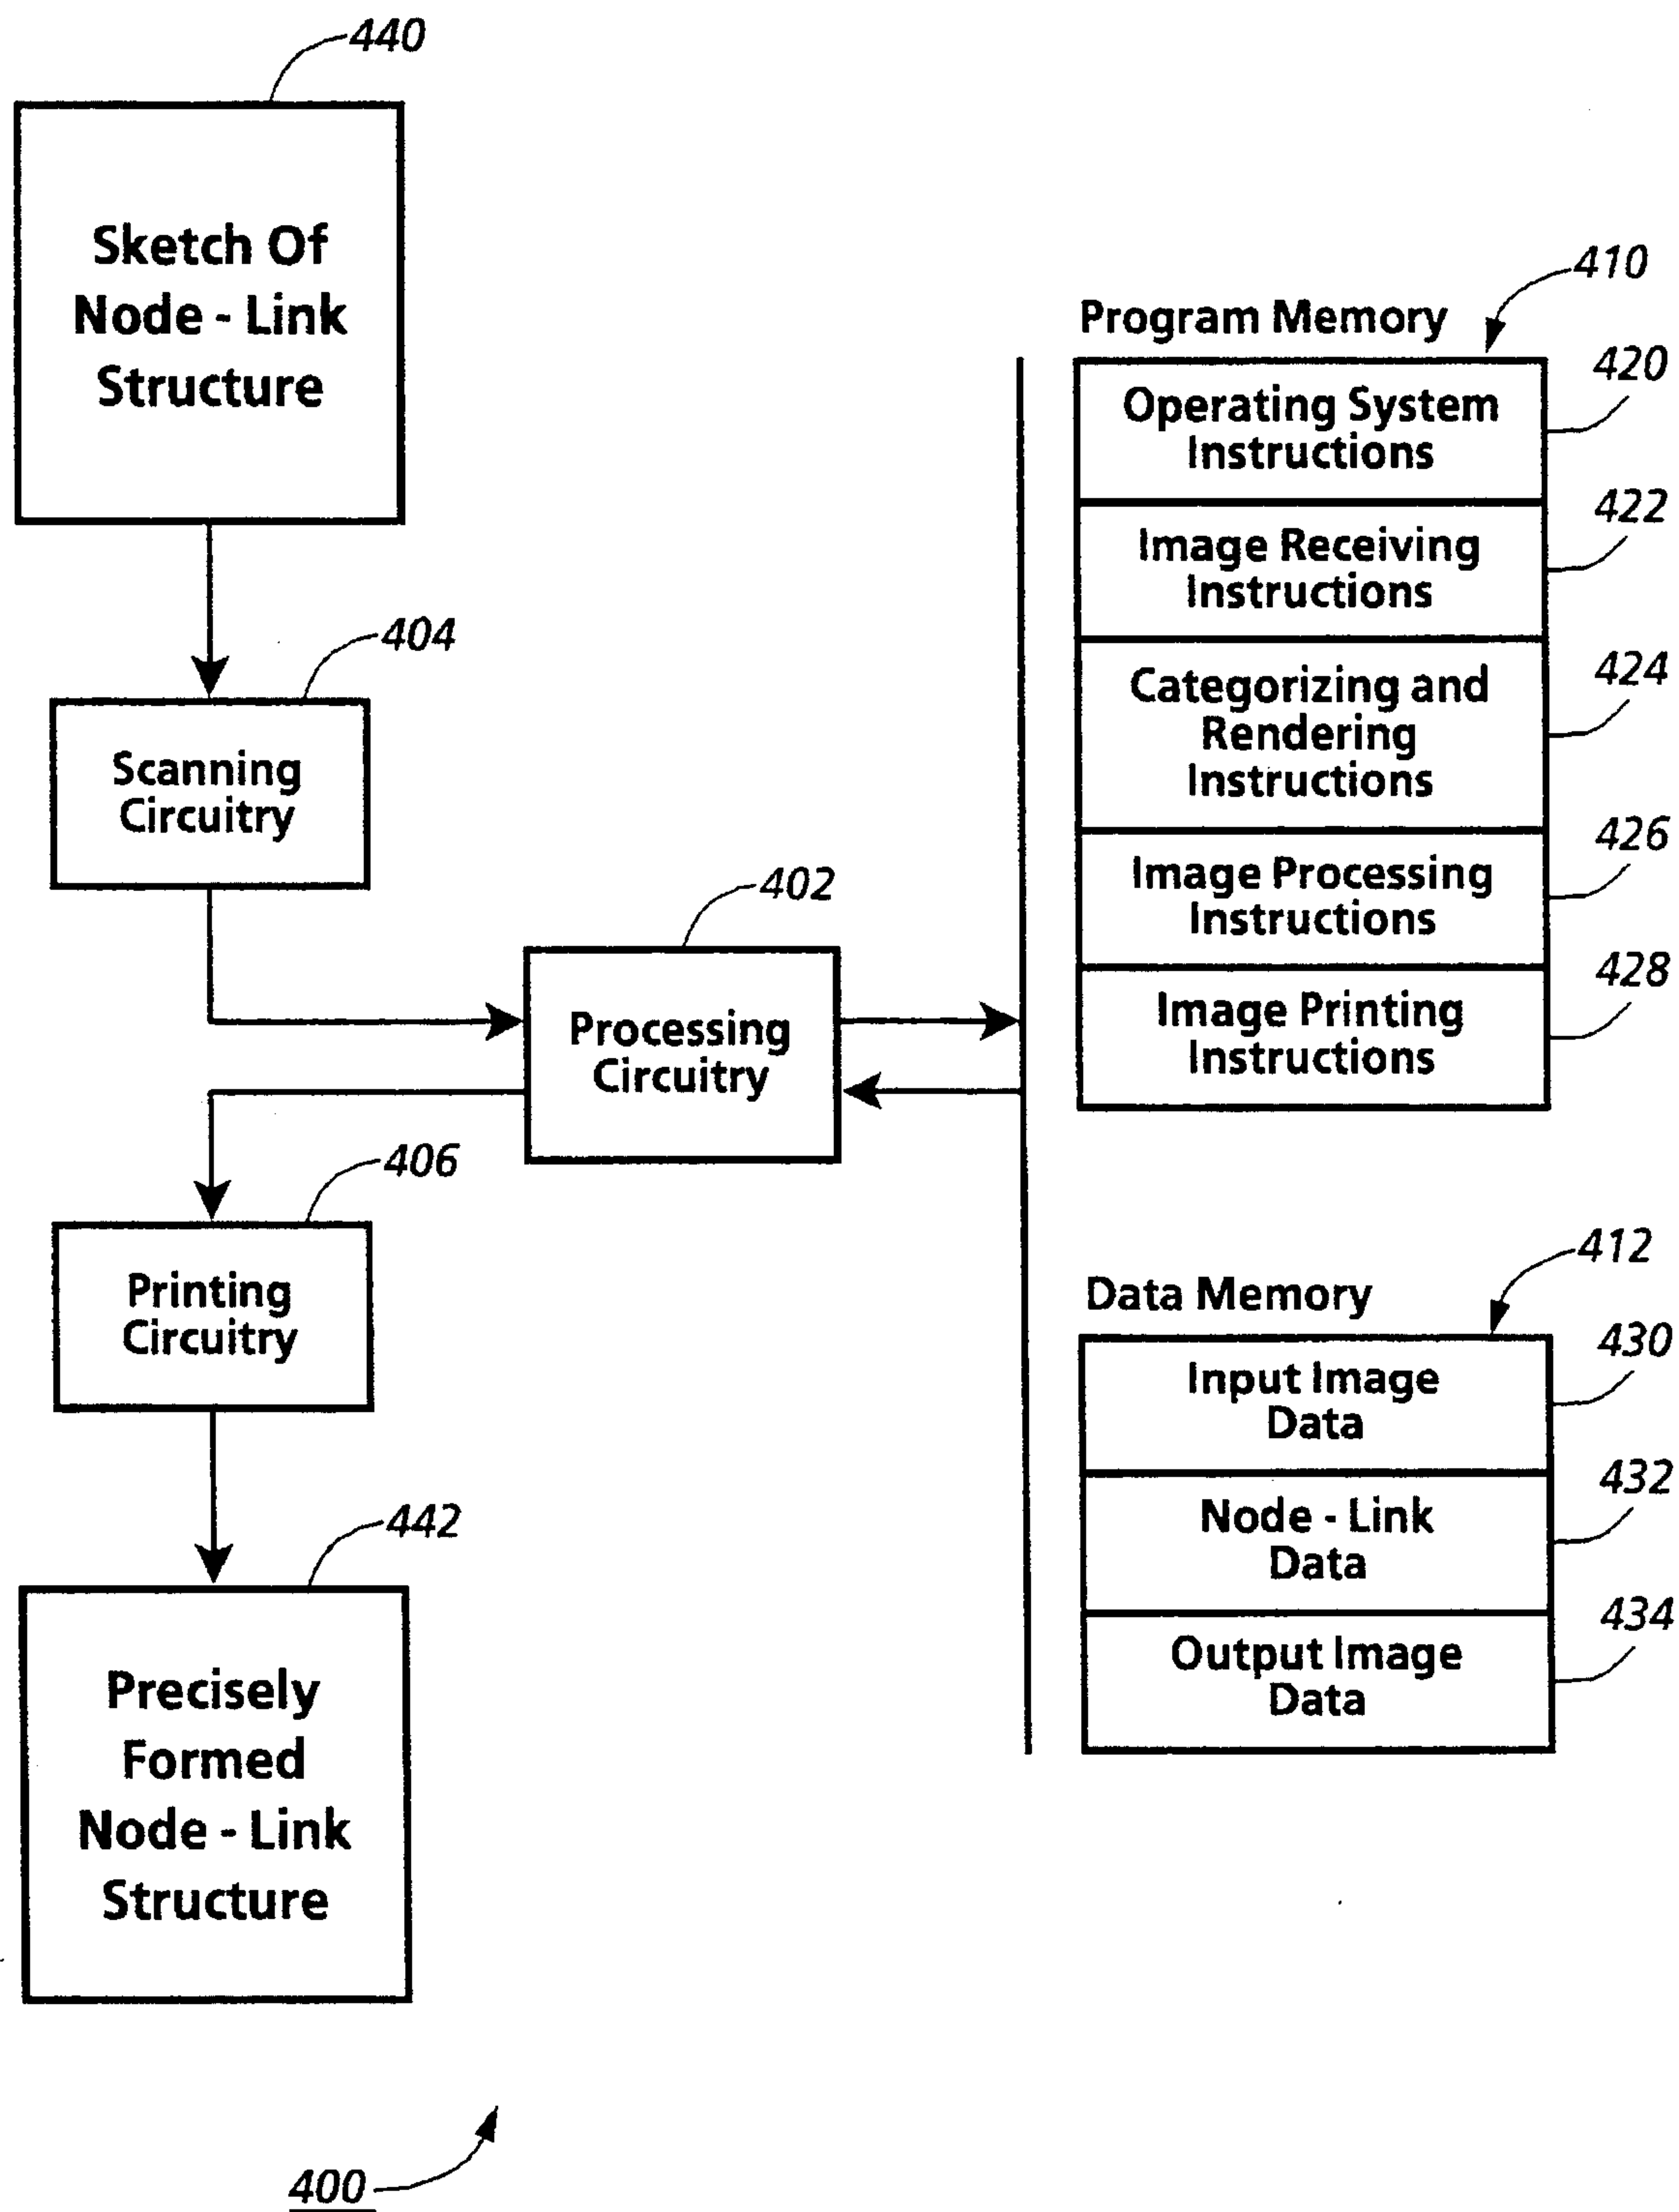 440
Sketch Of
Node - Link
Structure
404
Scanning
Circuitry
402
Processing
Circuitry
406
Printing
Circuitry
442
Precisely
Formed
Node - Link
Structure
400
410
Program Memory
420
Operating System
Instructions
422
Image Receiving
Instructions
424
Categorizing and
Rendering
Instructions
426
Image Processing
Instructions
428
Image Printing
Instructions
412
Data Memory
430
Input Image
Data
432
Node - Link
Data
434
Output Image
Data